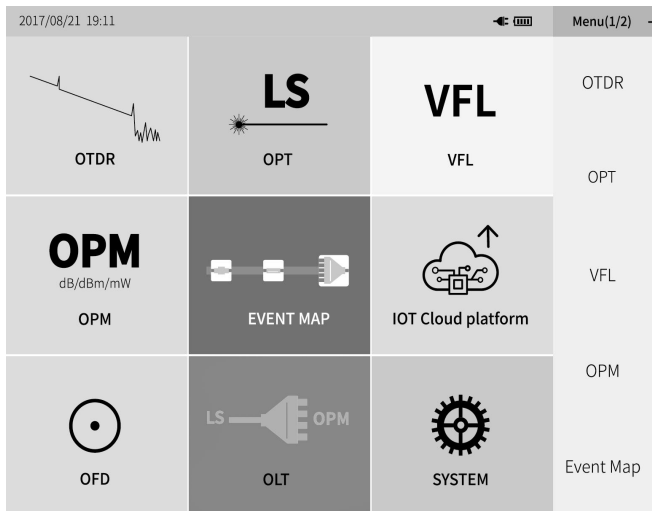 2017/08/21 19:11
Menu(1/2)
OTDR
LS
OPT
VFL
VFL
OPM
dB/dBm/mW
OPM
EVENT MAP
IOT Cloud platform
OFD
LS
OPM
OLT
SYSTEM
OTDR
OPT
VFL
OPM
Event Map